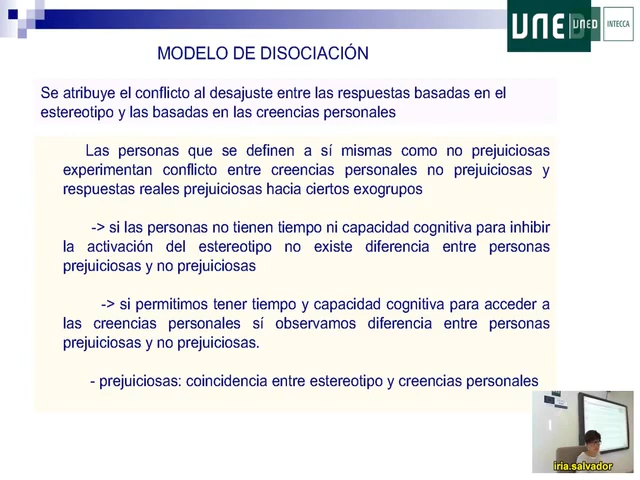 UNED
UNED
INTECCA
MODELO DE DISOCIACIÓN
Se atribuye el conflicto al desajuste entre las respuestas basadas en el
estereotipo y las basadas en las creencias personales
Las personas que se definen a sí mismas como no prejuiciosas
experimentan conflicto entre creencias personales no prejuiciosas y
respuestas reales prejuiciosas hacia ciertos exogrupos
-> si las personas no tienen tiempo ni capacidad cognitiva para inhibir
la activación del estereotipo no existe diferencia entre personas
prejuiciosas y no prejuiciosas
-> si permitimos tener tiempo y capacidad cognitiva para acceder a
las creencias personales sí observamos diferencia entre personas
prejuiciosas y no prejuiciosas.
- prejuiciosas: coincidencia entre estereotipo y creencias personales
iria.salvador